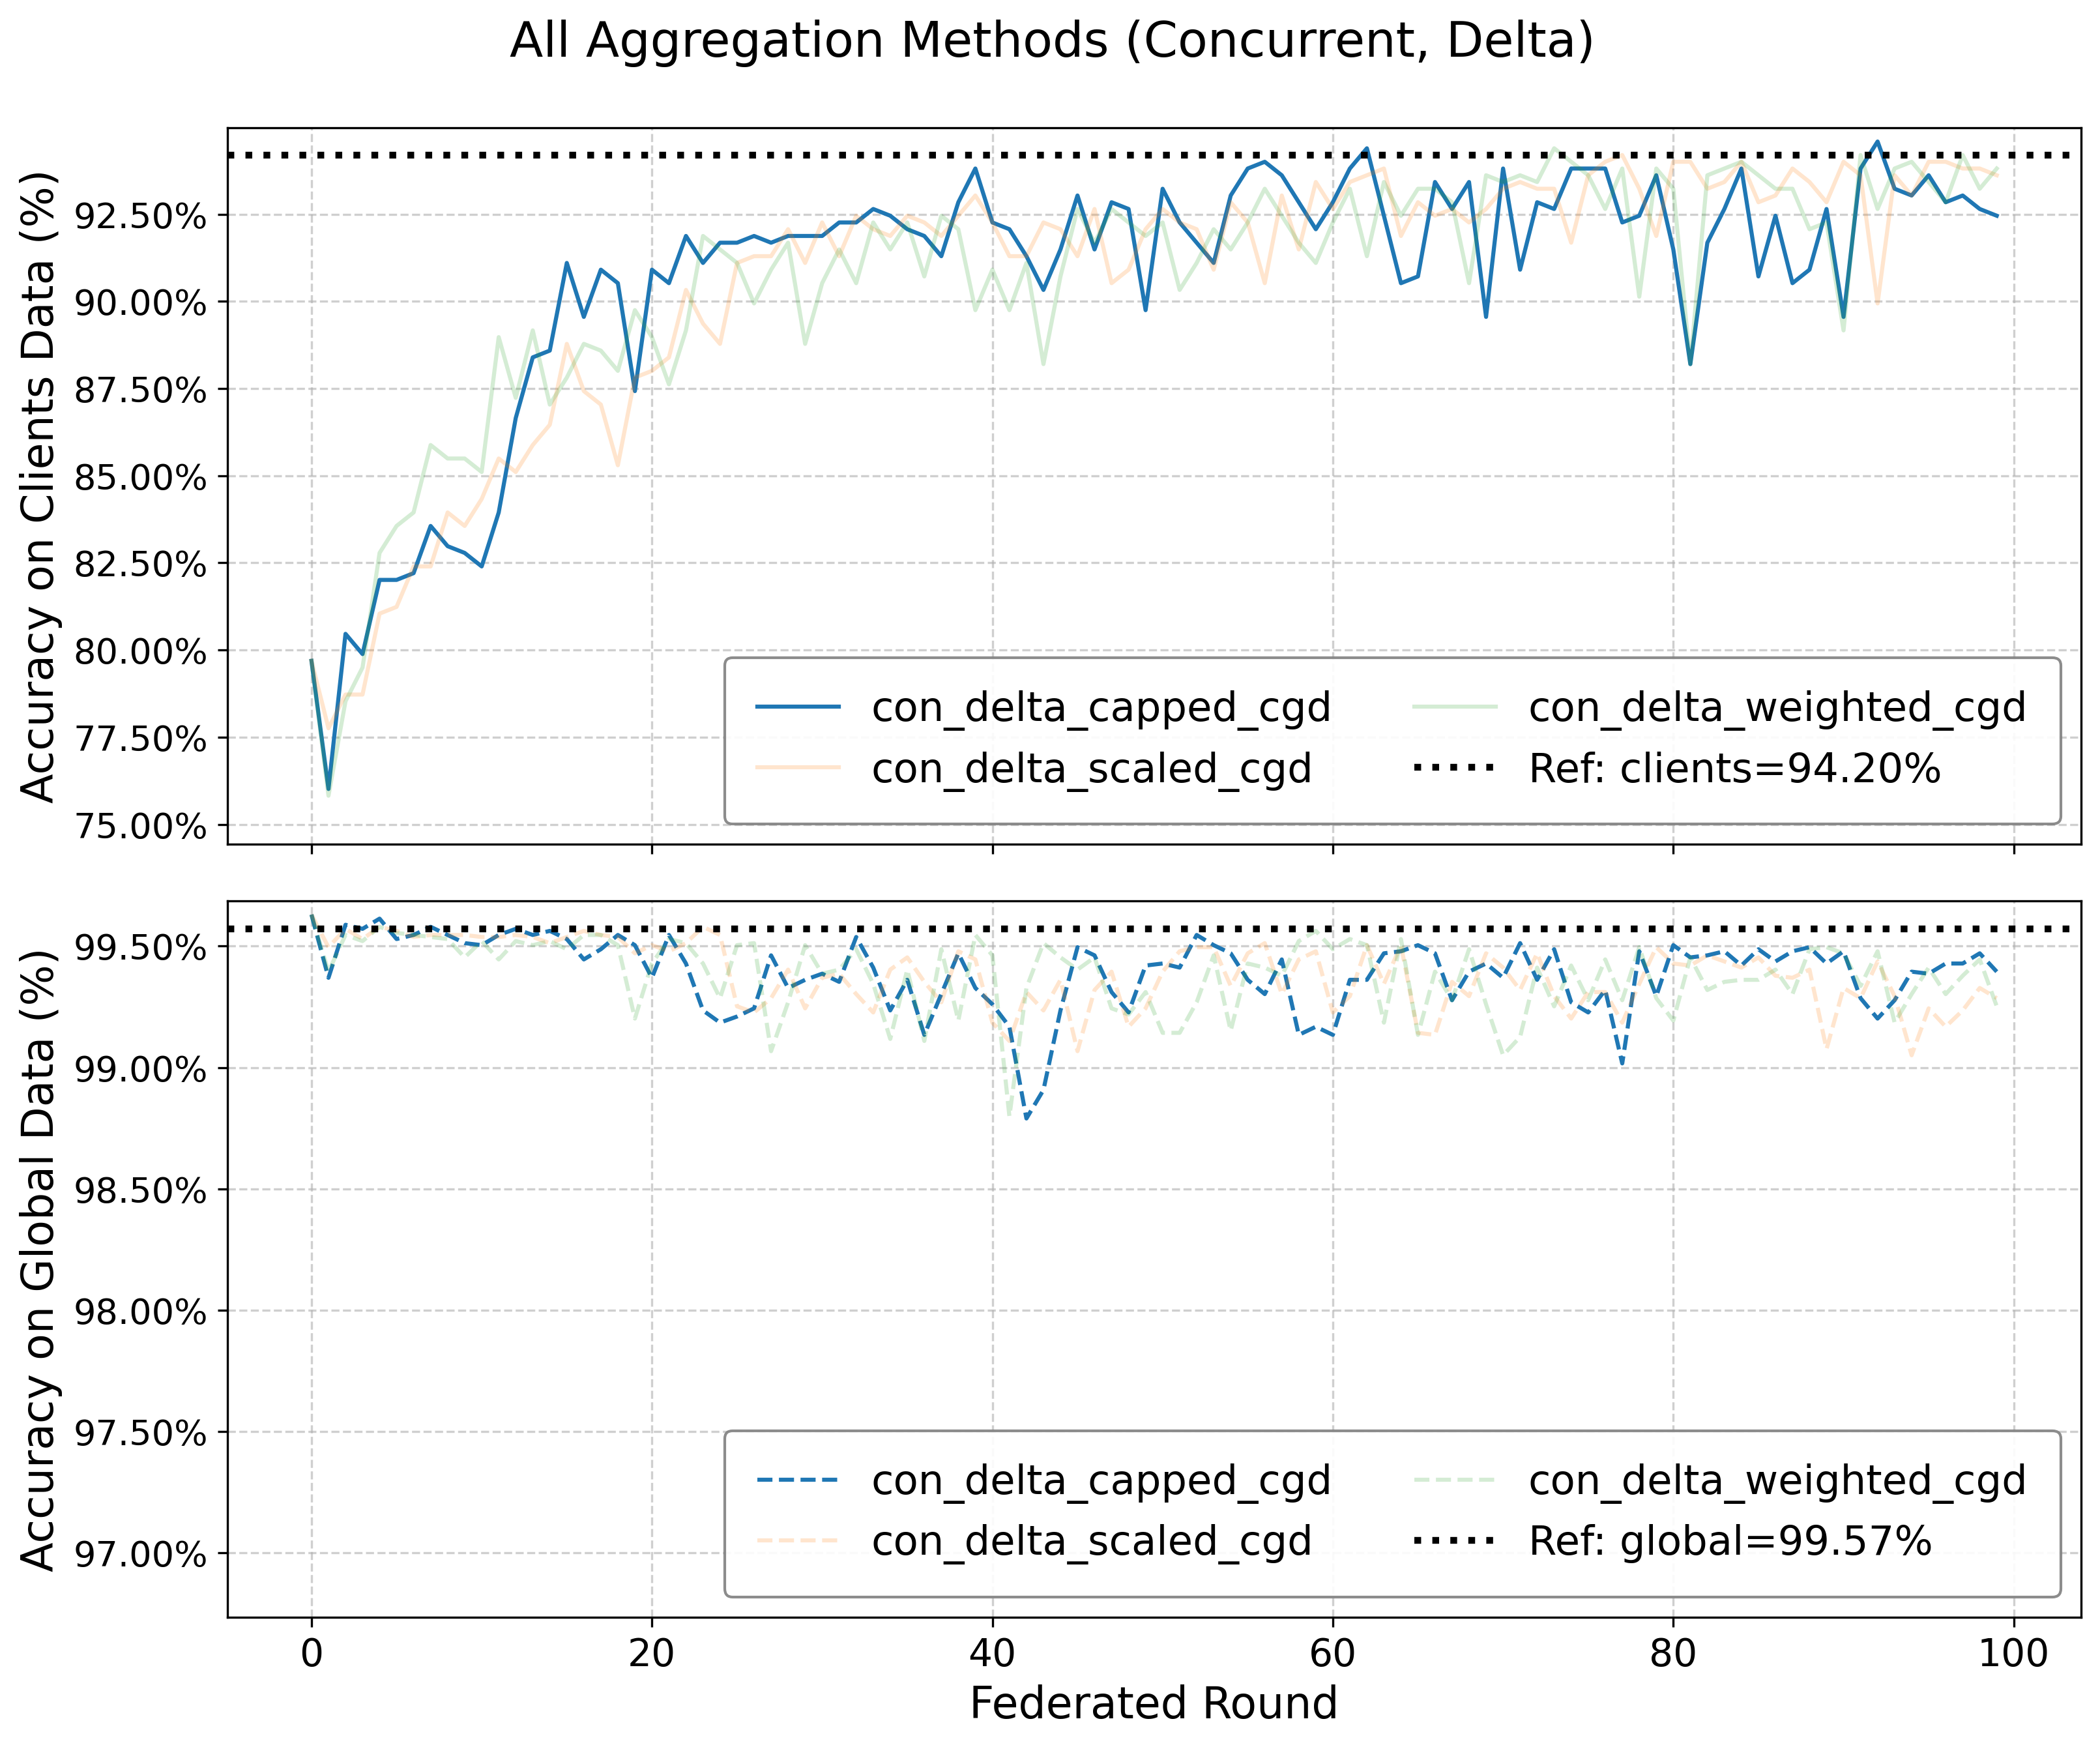 All Aggregation Methods (Concurrent, Delta)
Accuracy on Clients Data (%)
92.50%
90.00%
87.50%
85.00%
82.50%
80.00%
77.50%
75.00%
con_delta_capped_cgd
con_delta_scaled_cgd
con_delta_weighted_cgd
Ref: clients=94.20%
Accuracy on Global Data (%)
99.50%
99.00%
98.50%
98.00%
97.50%
97.00%
con_delta_capped_cgd
con_delta_scaled_cgd
con_delta_weighted_cgd
Ref: global=99.57%
0 20 40 60 80 100
Federated Round